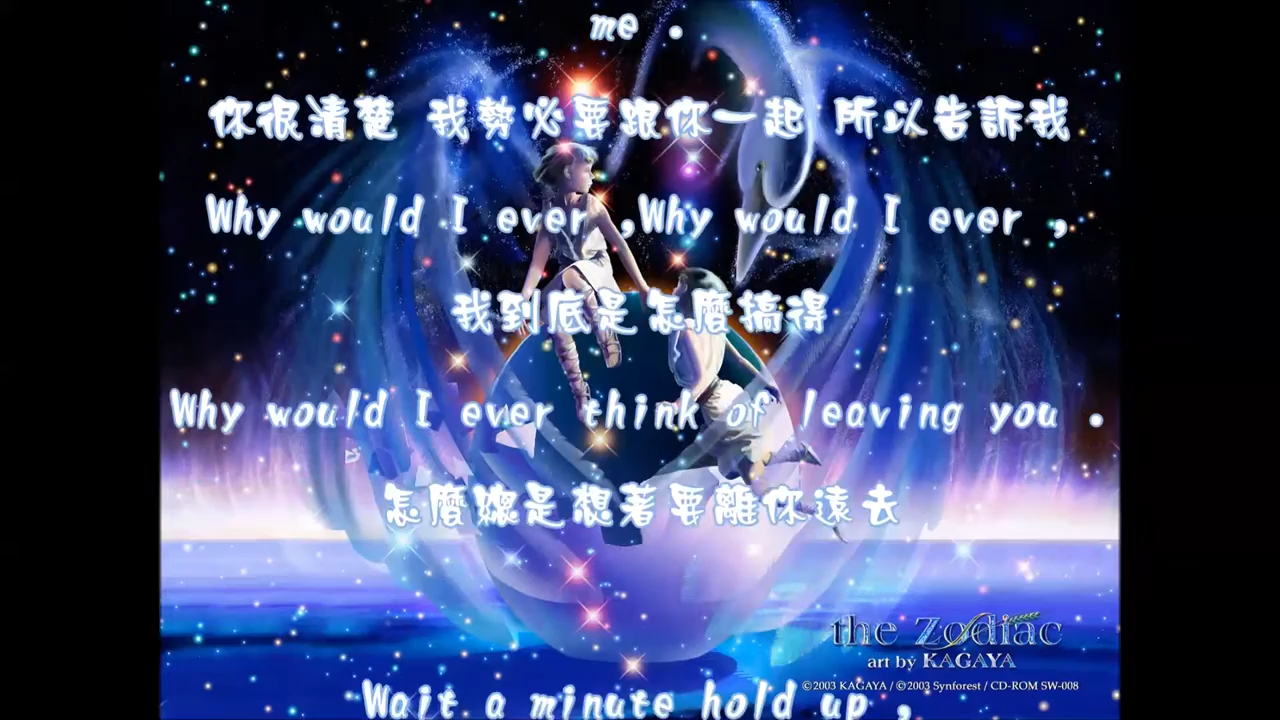 me .
你很清楚 我勢必要跟你一起 所以告訴我
Why would I ever ,Why would I ever ,
我到底是怎麼搞得
Why would I ever think of leaving you .
怎麼總是想著要離你遠去
the Zodiac
art by KAGAYA
©2003 KAGAYA / ©2003 Synforest / CD-ROM SW-008
Wait a minute hold up ,